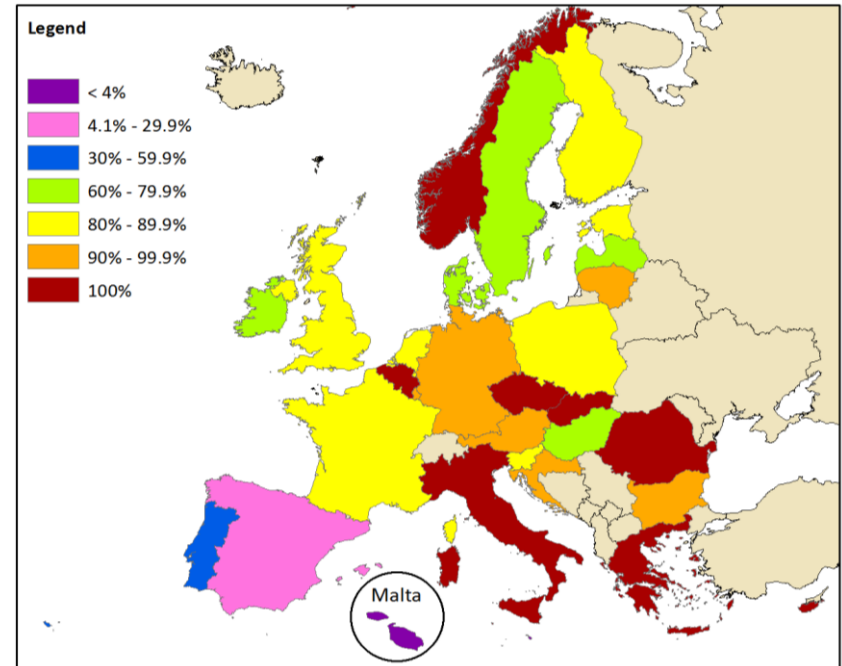 Legend
< 4%
4.1% - 29.9%
30% - 59.9%
60% - 79.9%
80% - 89.9%
90% - 99.9%
100%
Malta